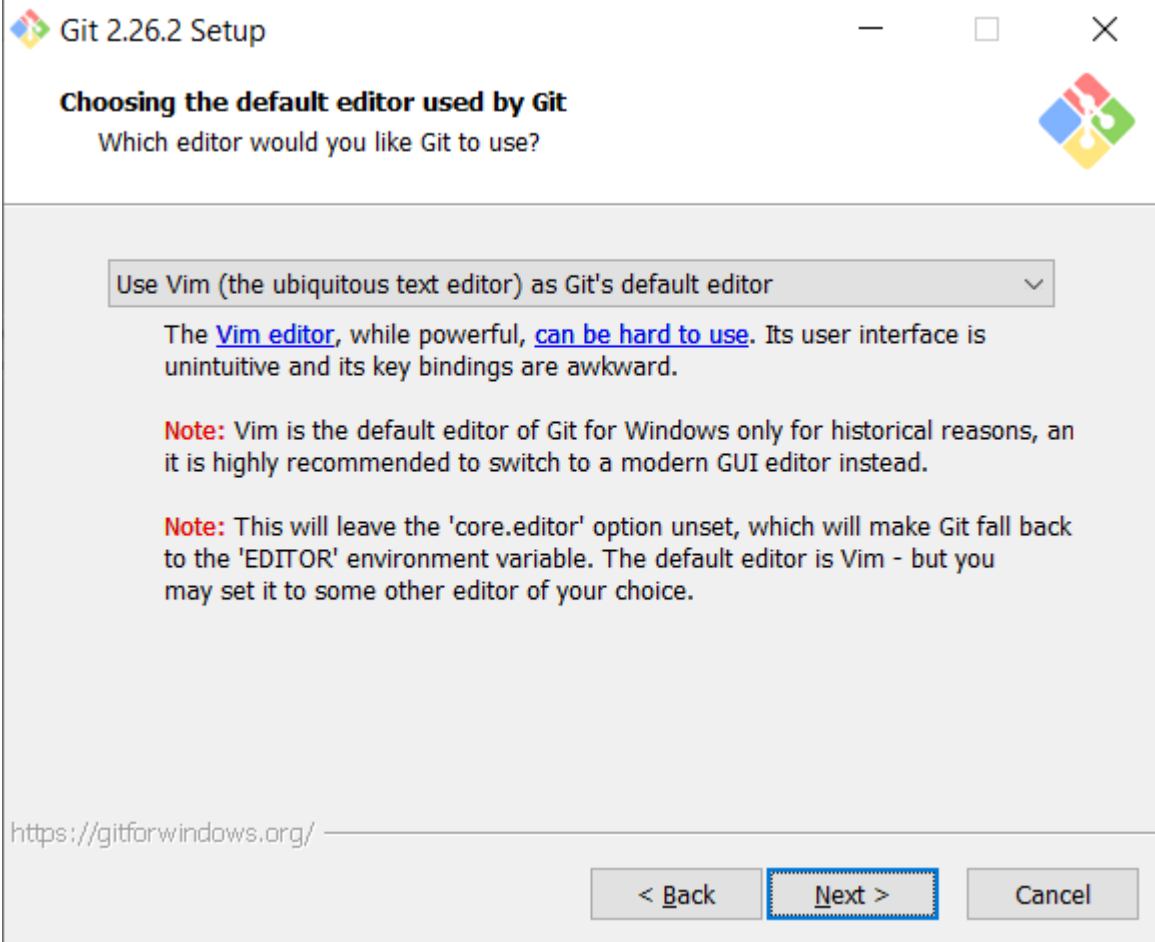 Git 2.26.2 Setup
Choosing the default editor used by Git
Which editor would you like Git to use?
Use Vim (the ubiquitous text editor) as Git's default editor
The Vim editor, while powerful, can be hard to use. Its user interface is
unintuitive and its key bindings are awkward.
Note: Vim is the default editor of Git for Windows only for historical reasons, an
it is highly recommended to switch to a modern GUI editor instead.
Note: This will leave the 'core.editor' option unset, which will make Git fall back
to the 'EDITOR' environment variable. The default editor is Vim - but you
may set it to some other editor of your choice.
https://gitforwindows.org/
< Back Next > Cancel